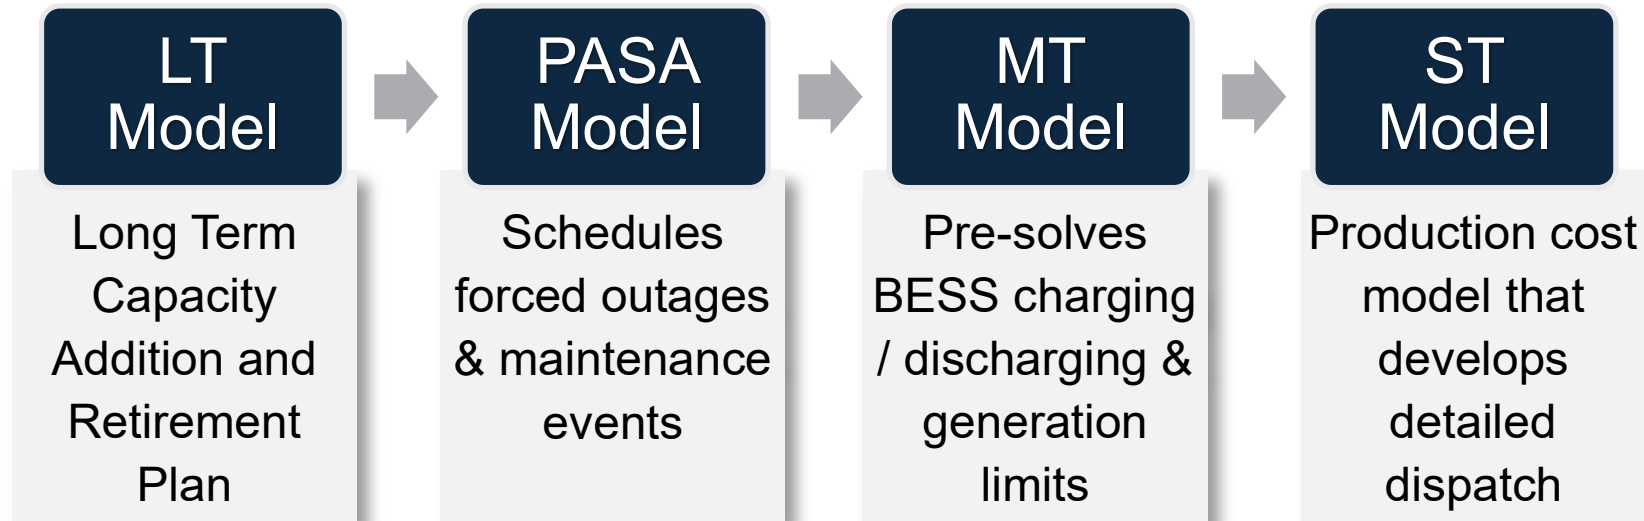 LT
Model
Long Term
Capacity
Addition and
Retirement
Plan
PASA
Model
Schedules
forced outages
& maintenance
events
MT
Model
Pre-solves
BESS charging
/ discharging &
generation
limits
ST
Model
Production cost
model that
develops
detailed
dispatch